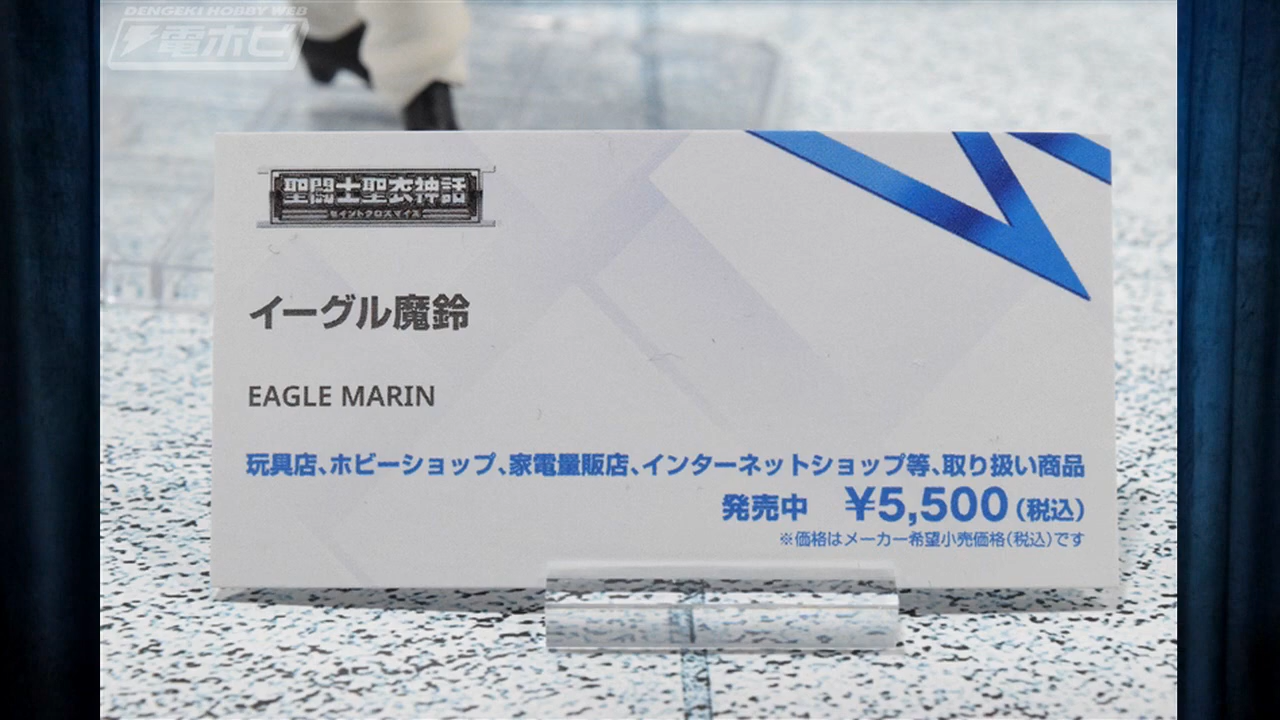 DENGEKI HOBBY WEB
電ホビ
聖闘士聖衣神話
セイントクロスマイス
イーグル魔鈴
EAGLE MARIN
玩具店、ホビーショップ、家電量販店、インターネットショップ等、取り扱い商品
発売中 ¥5,500(税込)
※価格はメーカー希望小売価格(税込)です